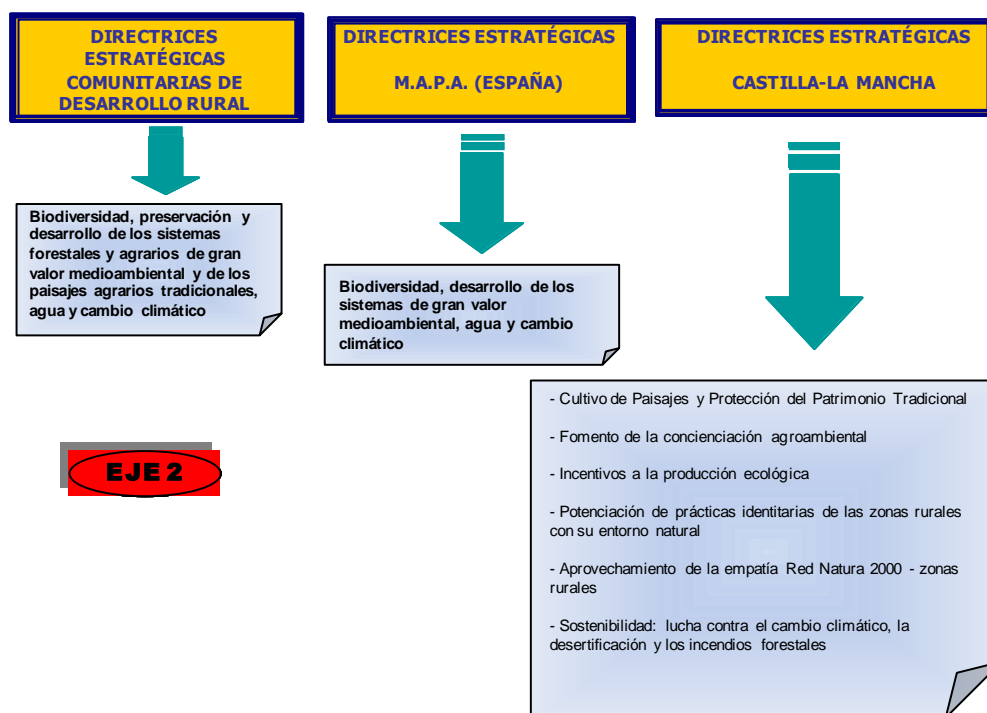 DIRECTRICES
ESTRATÉGICAS
COMUNITARIAS DE
DESARROLLO RURAL
DIRECTRICES ESTRATÉGICAS
M.A.P.A. (ESPAÑA)
DIRECTRICES ESTRATÉGICAS
CASTILLA-LA MANCHA
Biodiversidad, preservación y
desarrollo de los sistemas
forestales y agrarios de gran
valor medioambiental y de los
paisajes agrarios tradicionales,
agua y cambio climático
Biodiversidad, desarrollo de los
sistemas de gran valor
medioambiental, agua y cambio
climático
- Cultivo de Paisajes y Protección del Patrimonio Tradicional
- Fomento de la concienciación agroambiental
- Incentivos a la producción ecológica
- Potenciación de prácticas identitarias de las zonas rurales
con su entorno natural
- Aprovechamiento de la empatía Red Natura 2000 - zonas
rurales
- Sostenibilidad: lucha contra el cambio climático, la
desertificación y los incendios forestales
EJE 2